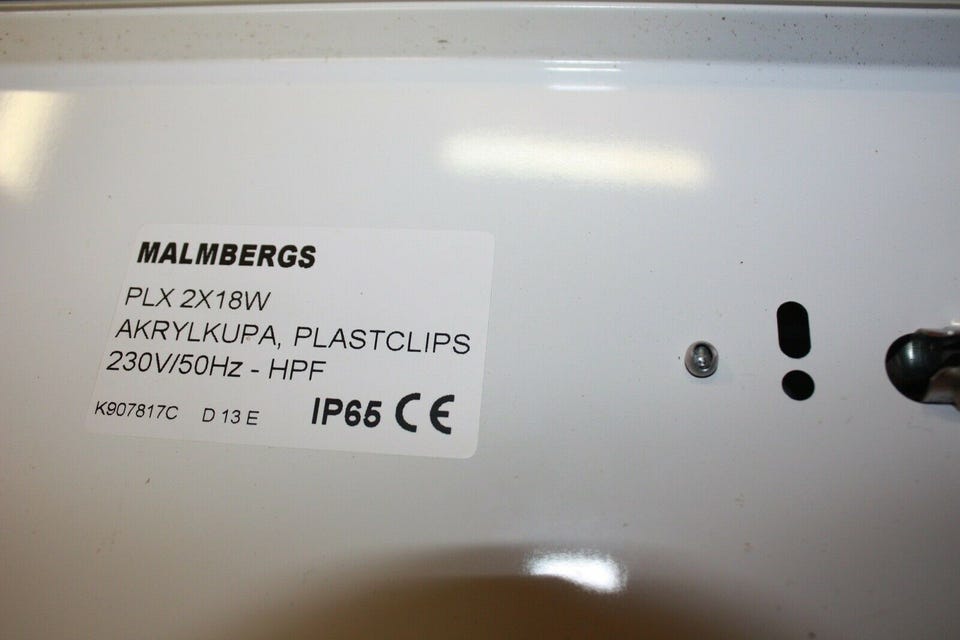 MALMBERGS
PLX 2X18W
AKRYLKUPA, PLASTCLIPS
230V/50Hz - HPF
K907817C D 13 E IP65 CE